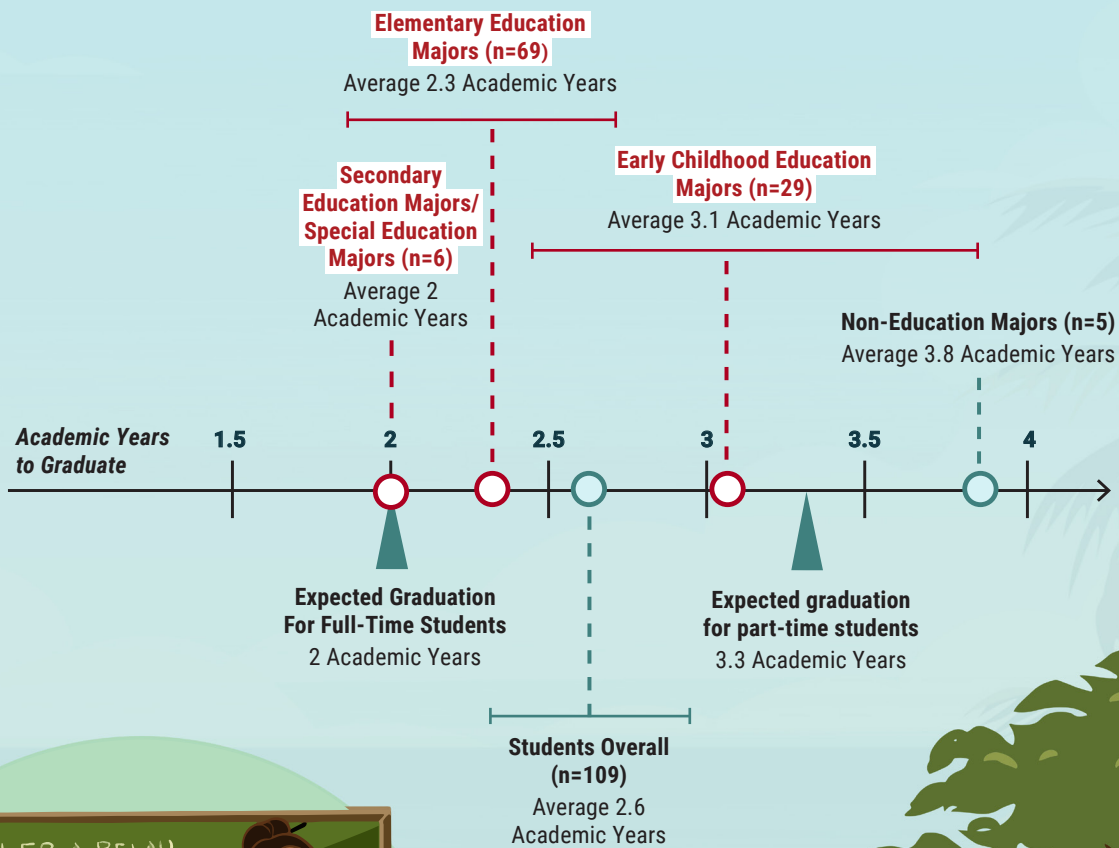 Elementary Education
Majors (n=69)
Average 2.3 Academic Years
Secondary
Education Majors/
Special Education
Majors (n=6)
Average 2
Academic Years
Early Childhood Education
Majors (n=29)
Average 3.1 Academic Years
Non-Education Majors (n=5)
Average 3.8 Academic Years
Academic Years
to Graduate
1.5
2
2.5
3
3.5
4
Expected Graduation
For Full-Time Students
2 Academic Years
Expected graduation
for part-time students
3.3 Academic Years
Students Overall
(n=109)
Average 2.6
Academic Years